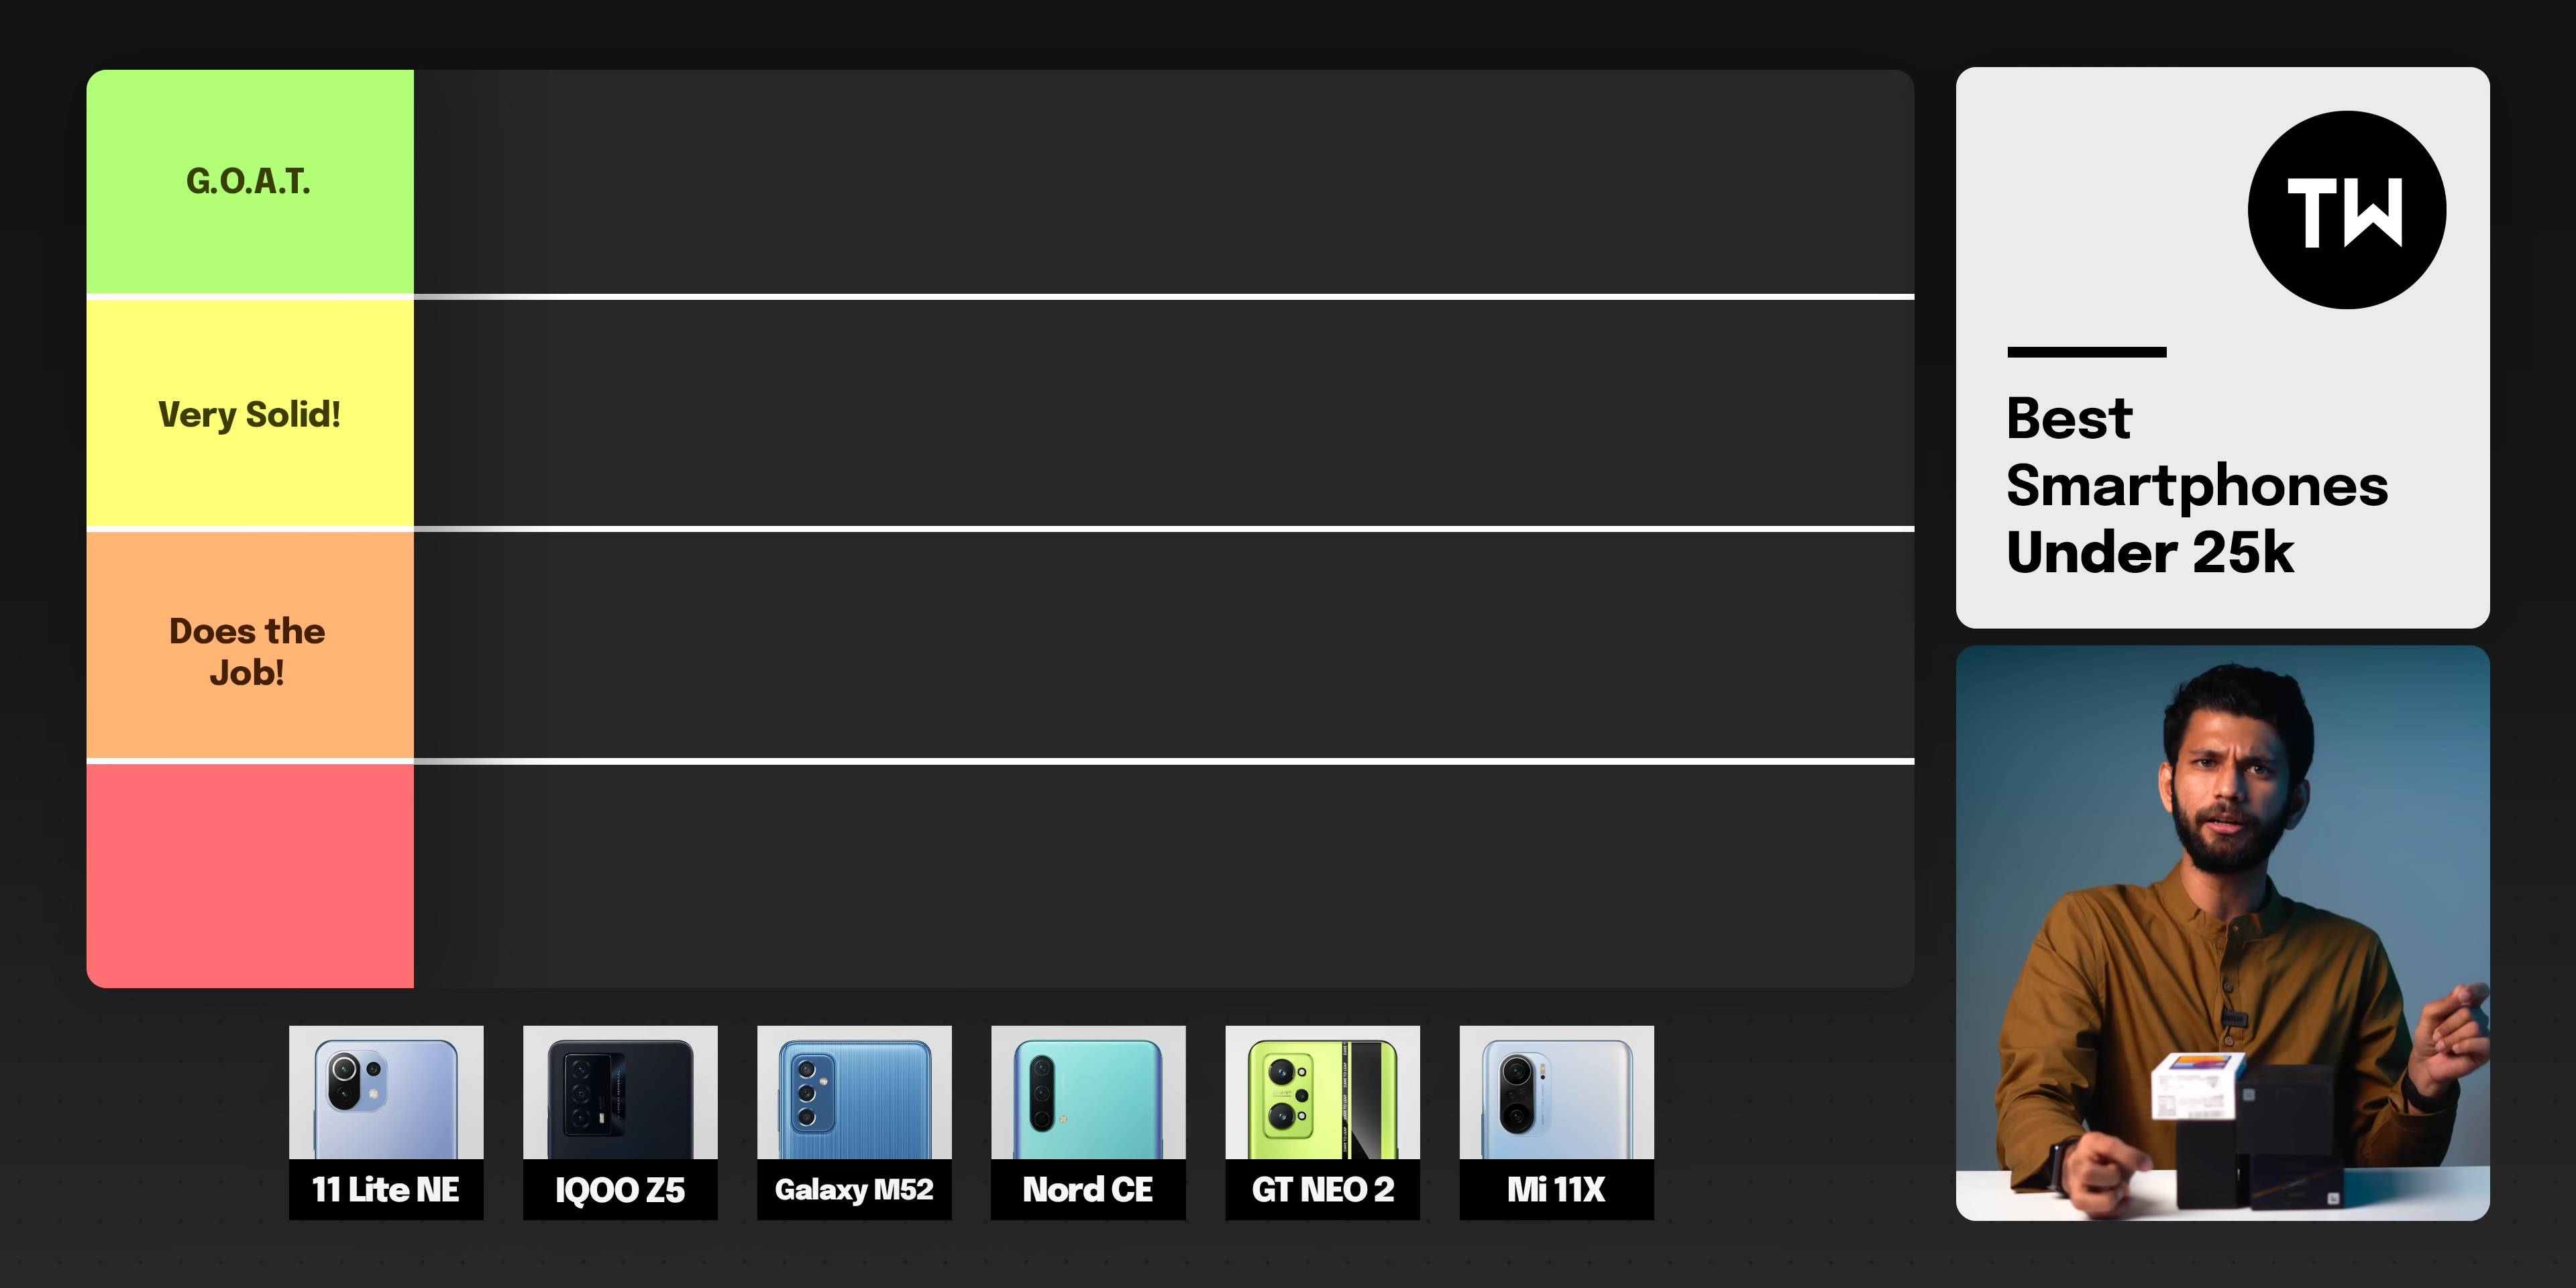 G.O.A.T.
Very Solid!
Does the
Job!
TW
Best
Smartphones
Under 25k
11 Lite NE
IQOO Z5
Galaxy M52
Nord CE
GT NEO 2
Mi 11X